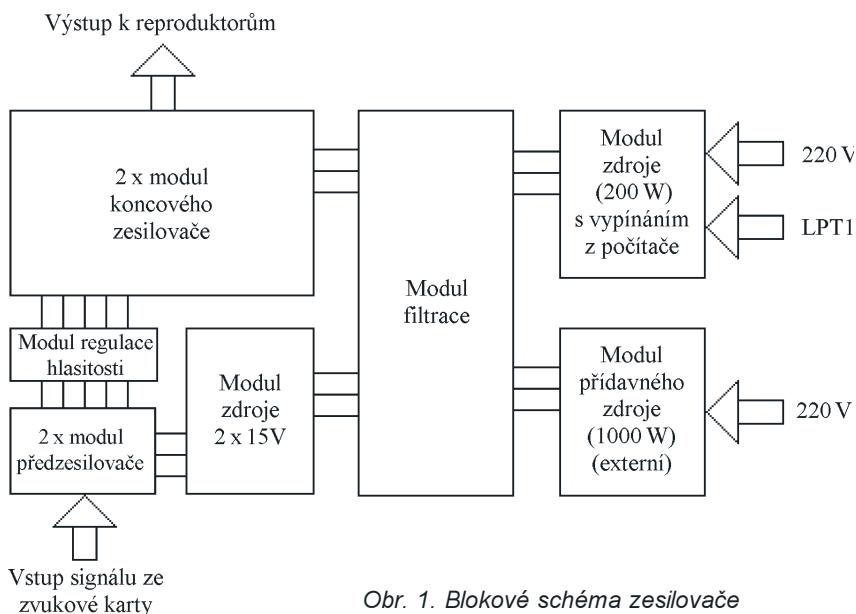 Výstup k reproduktorům
2 x modul
koncového
zesilovače
Modul regulace
hlasitosti
2 x modul
předzesilovače
Vstup signálu ze
zvukové karty
Modul
zdroje
2 x 15V
Modul
filtrace
Modul
zdroje
(200 W)
s vypínáním
z počítače
220 V
LPT1
Modul
přídavného
zdroje
(1000 W)
(externí)
220 V
Obr. 1. Blokové schéma zesilovače